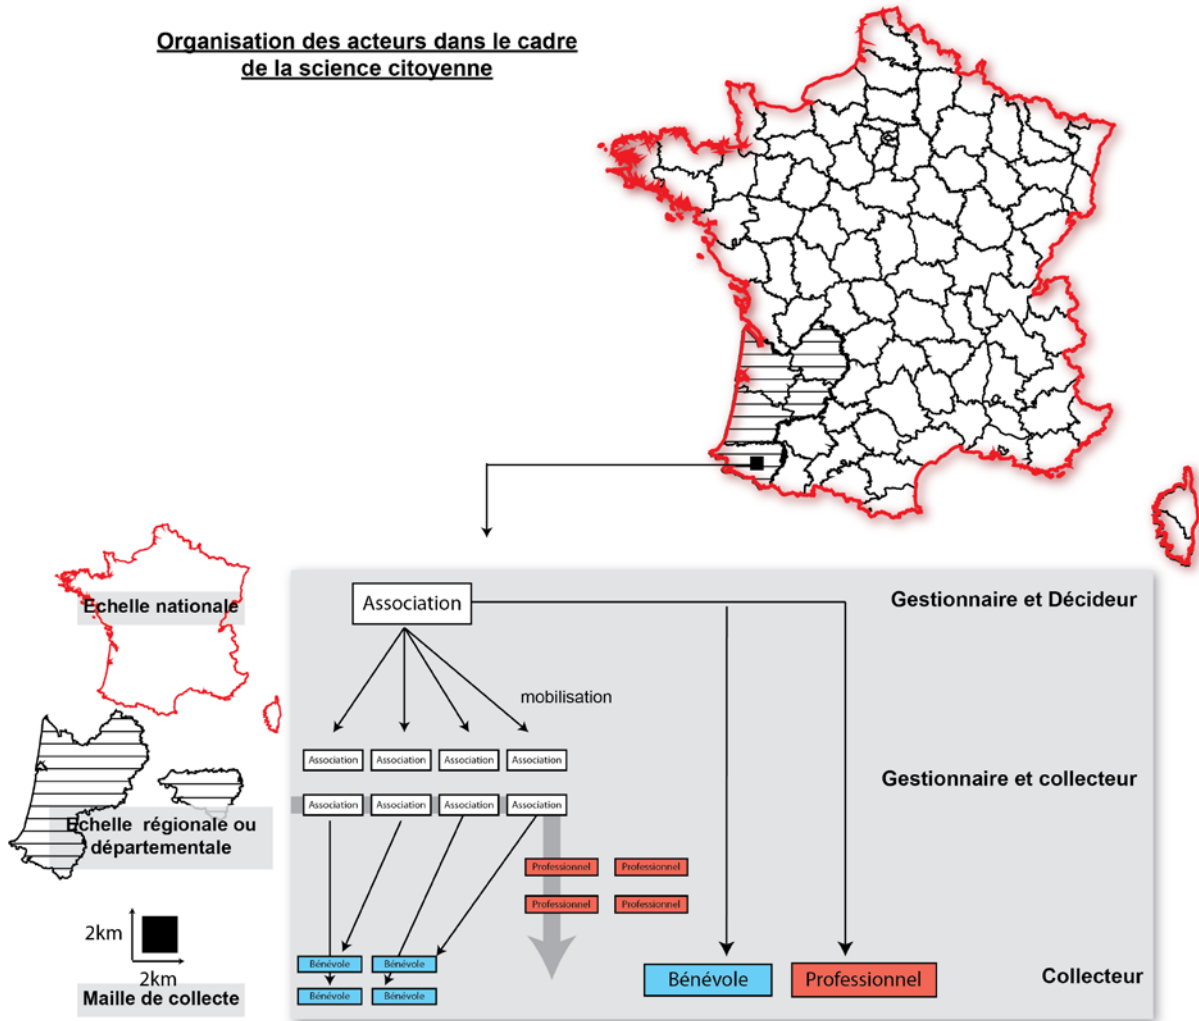 Organisation des acteurs dans le cadre
de la science citoyenne
Echelle nationale
Association
Gestionnaire et Décideur
mobilisation
Association Association Association Association
Gestionnaire et collecteur
Association Association Association Association
Echelle régionale ou
départementale
Professionnel Professionnel
Professionnel Professionnel
2km
2km
Maille de collecte
Bénévole Bénévole
Bénévole Bénévole
Bénévole
Professionnel
Collecteur